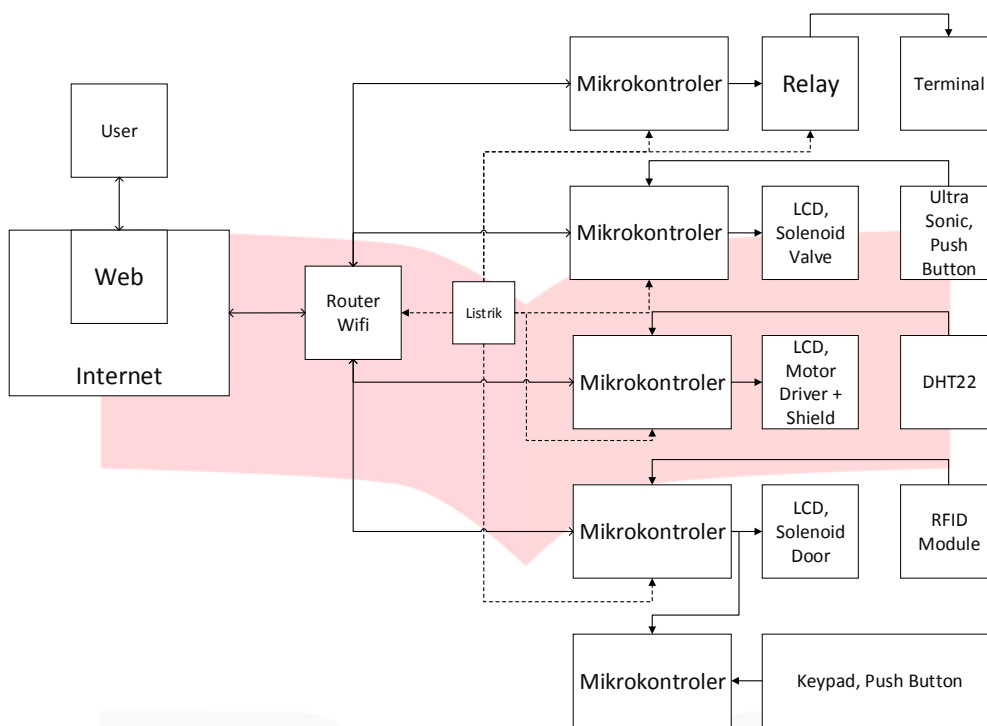 User
Web
Internet
Router
Wifi
Listrik
Mikrokontroler
Relay
Terminal
Mikrokontroler
LCD,
Solenoid
Valve
Ultra
Sonic,
Push
Button
Mikrokontroler
LCD,
Motor
Driver +
Shield
DHT22
Mikrokontroler
LCD,
Solenoid
Door
RFID
Module
Mikrokontroler
Keypad, Push Button